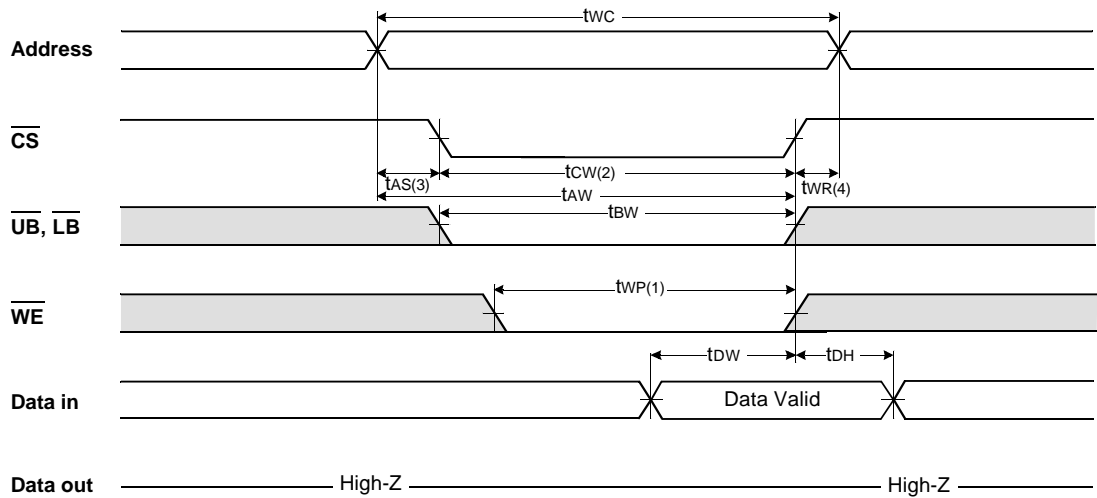 tWC
Address
CS
tAS(3) tCW(2) tWR(4)
tAW
UB, LB tBW
WE tWP(1)
tDW tDH
Data in Data Valid
Data out High-Z High-Z